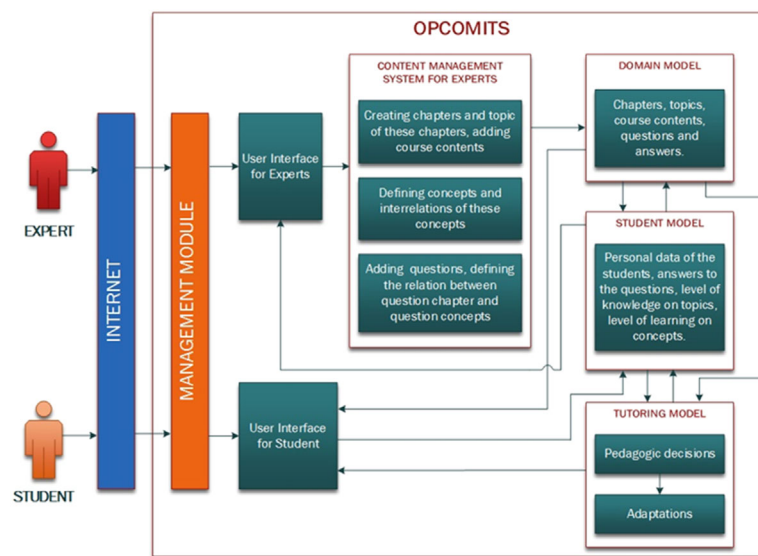 OPCOMITS
CONTENT MANAGEMENT
SYSTEM FOR EXPERTS
Creating chapters and topic
of these chapters, adding
course contents
Defining concepts and
interrelations of these
concepts
Adding questions, defining
the relation between
question chapter and
question concepts
DOMAIN MODEL
Chapters, topics,
course contents,
questions and
answers.
STUDENT MODEL
Personal data of the
students, answers to
the questions, level of
knowledge on topics,
level of learning on
concepts.
TUTORING MODEL
Pedagogic decisions
Adaptations
User Interface
for Experts
User Interface
for Student
EXPERT
STUDENT
INTERNET
MANAGEMENT MODULE